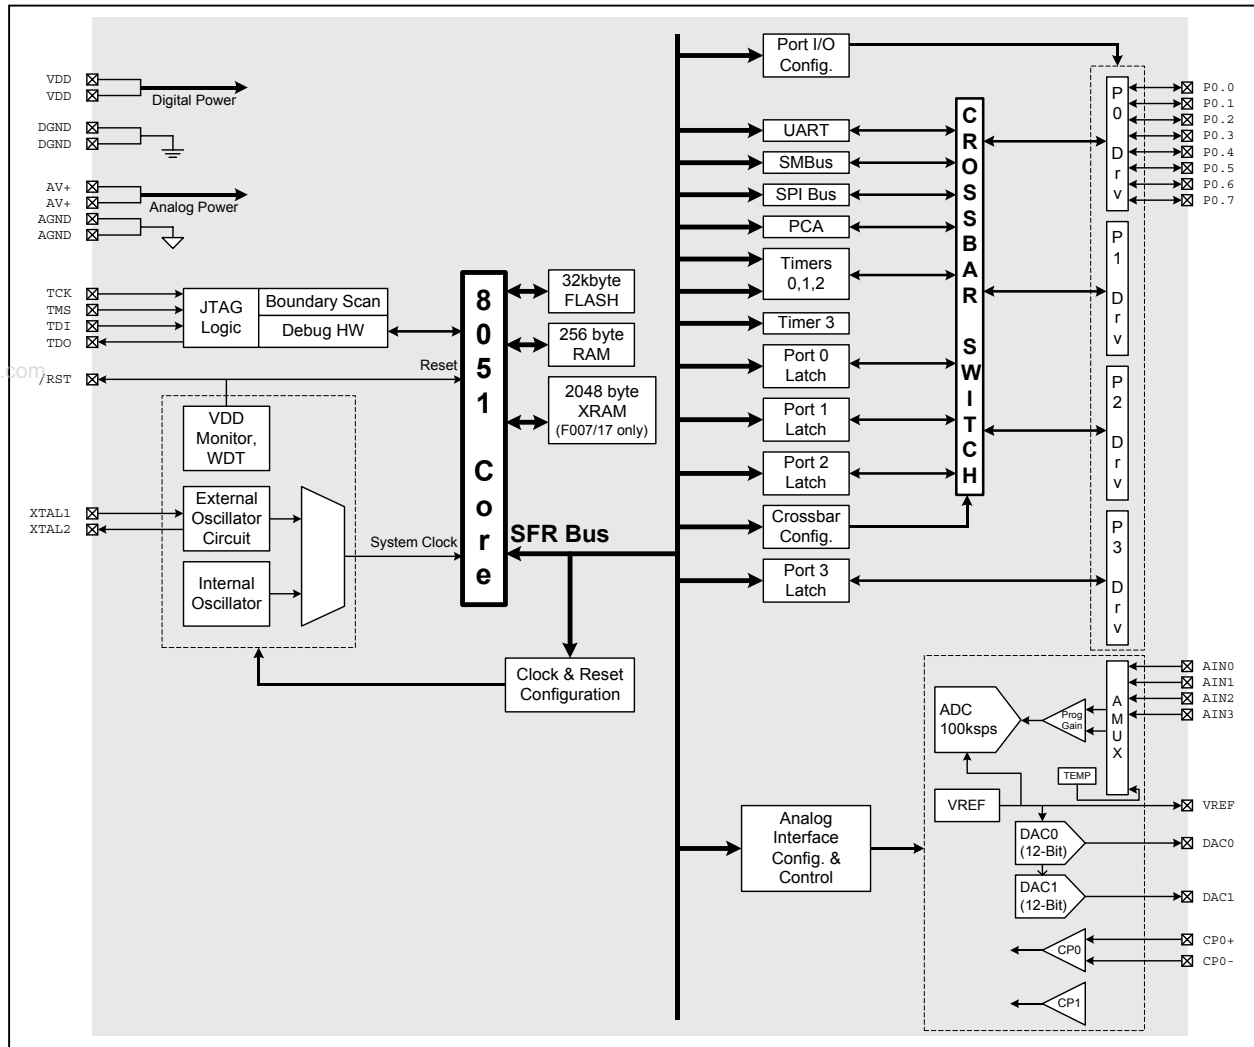 VDD
VDD
Digital Power
DGND
DGND
AV+
AV+
Analog Power
AGND
AGND
TCK
TMS
TDI
TDO
JTAG
Logic
Boundary Scan
Debug HW
.com
/RST
Reset
VDD
Monitor,
WDT
XTAL1
XTAL2
External
Oscillator
Circuit
Internal
Oscillator
System Clock
8051 Core
32kbyte
FLASH
256 byte
RAM
2048 byte
XRAM
(F007/17 only)
SFR Bus
Clock & Reset
Configuration
Port I/O
Config.
UART
SMBus
SPI Bus
PCA
Timers
0,1,2
Timer 3
Port 0
Latch
Port 1
Latch
Port 2
Latch
Crossbar
Config.
Port 3
Latch
CROSSBAR SWITCH
P0 Drv
P1 Drv
P2 Drv
P3 Drv
P0.0
P0.1
P0.2
P0.3
P0.4
P0.5
P0.6
P0.7
Analog
Interface
Config. &
Control
ADC
100ksps
Prog
Gain
AMUX
TEMP
VREF
DAC0
(12-Bit)
DAC1
(12-Bit)
CP0
CP1
AIN0
AIN1
AIN2
AIN3
VREF
DAC0
DAC1
CP0+
CP0-